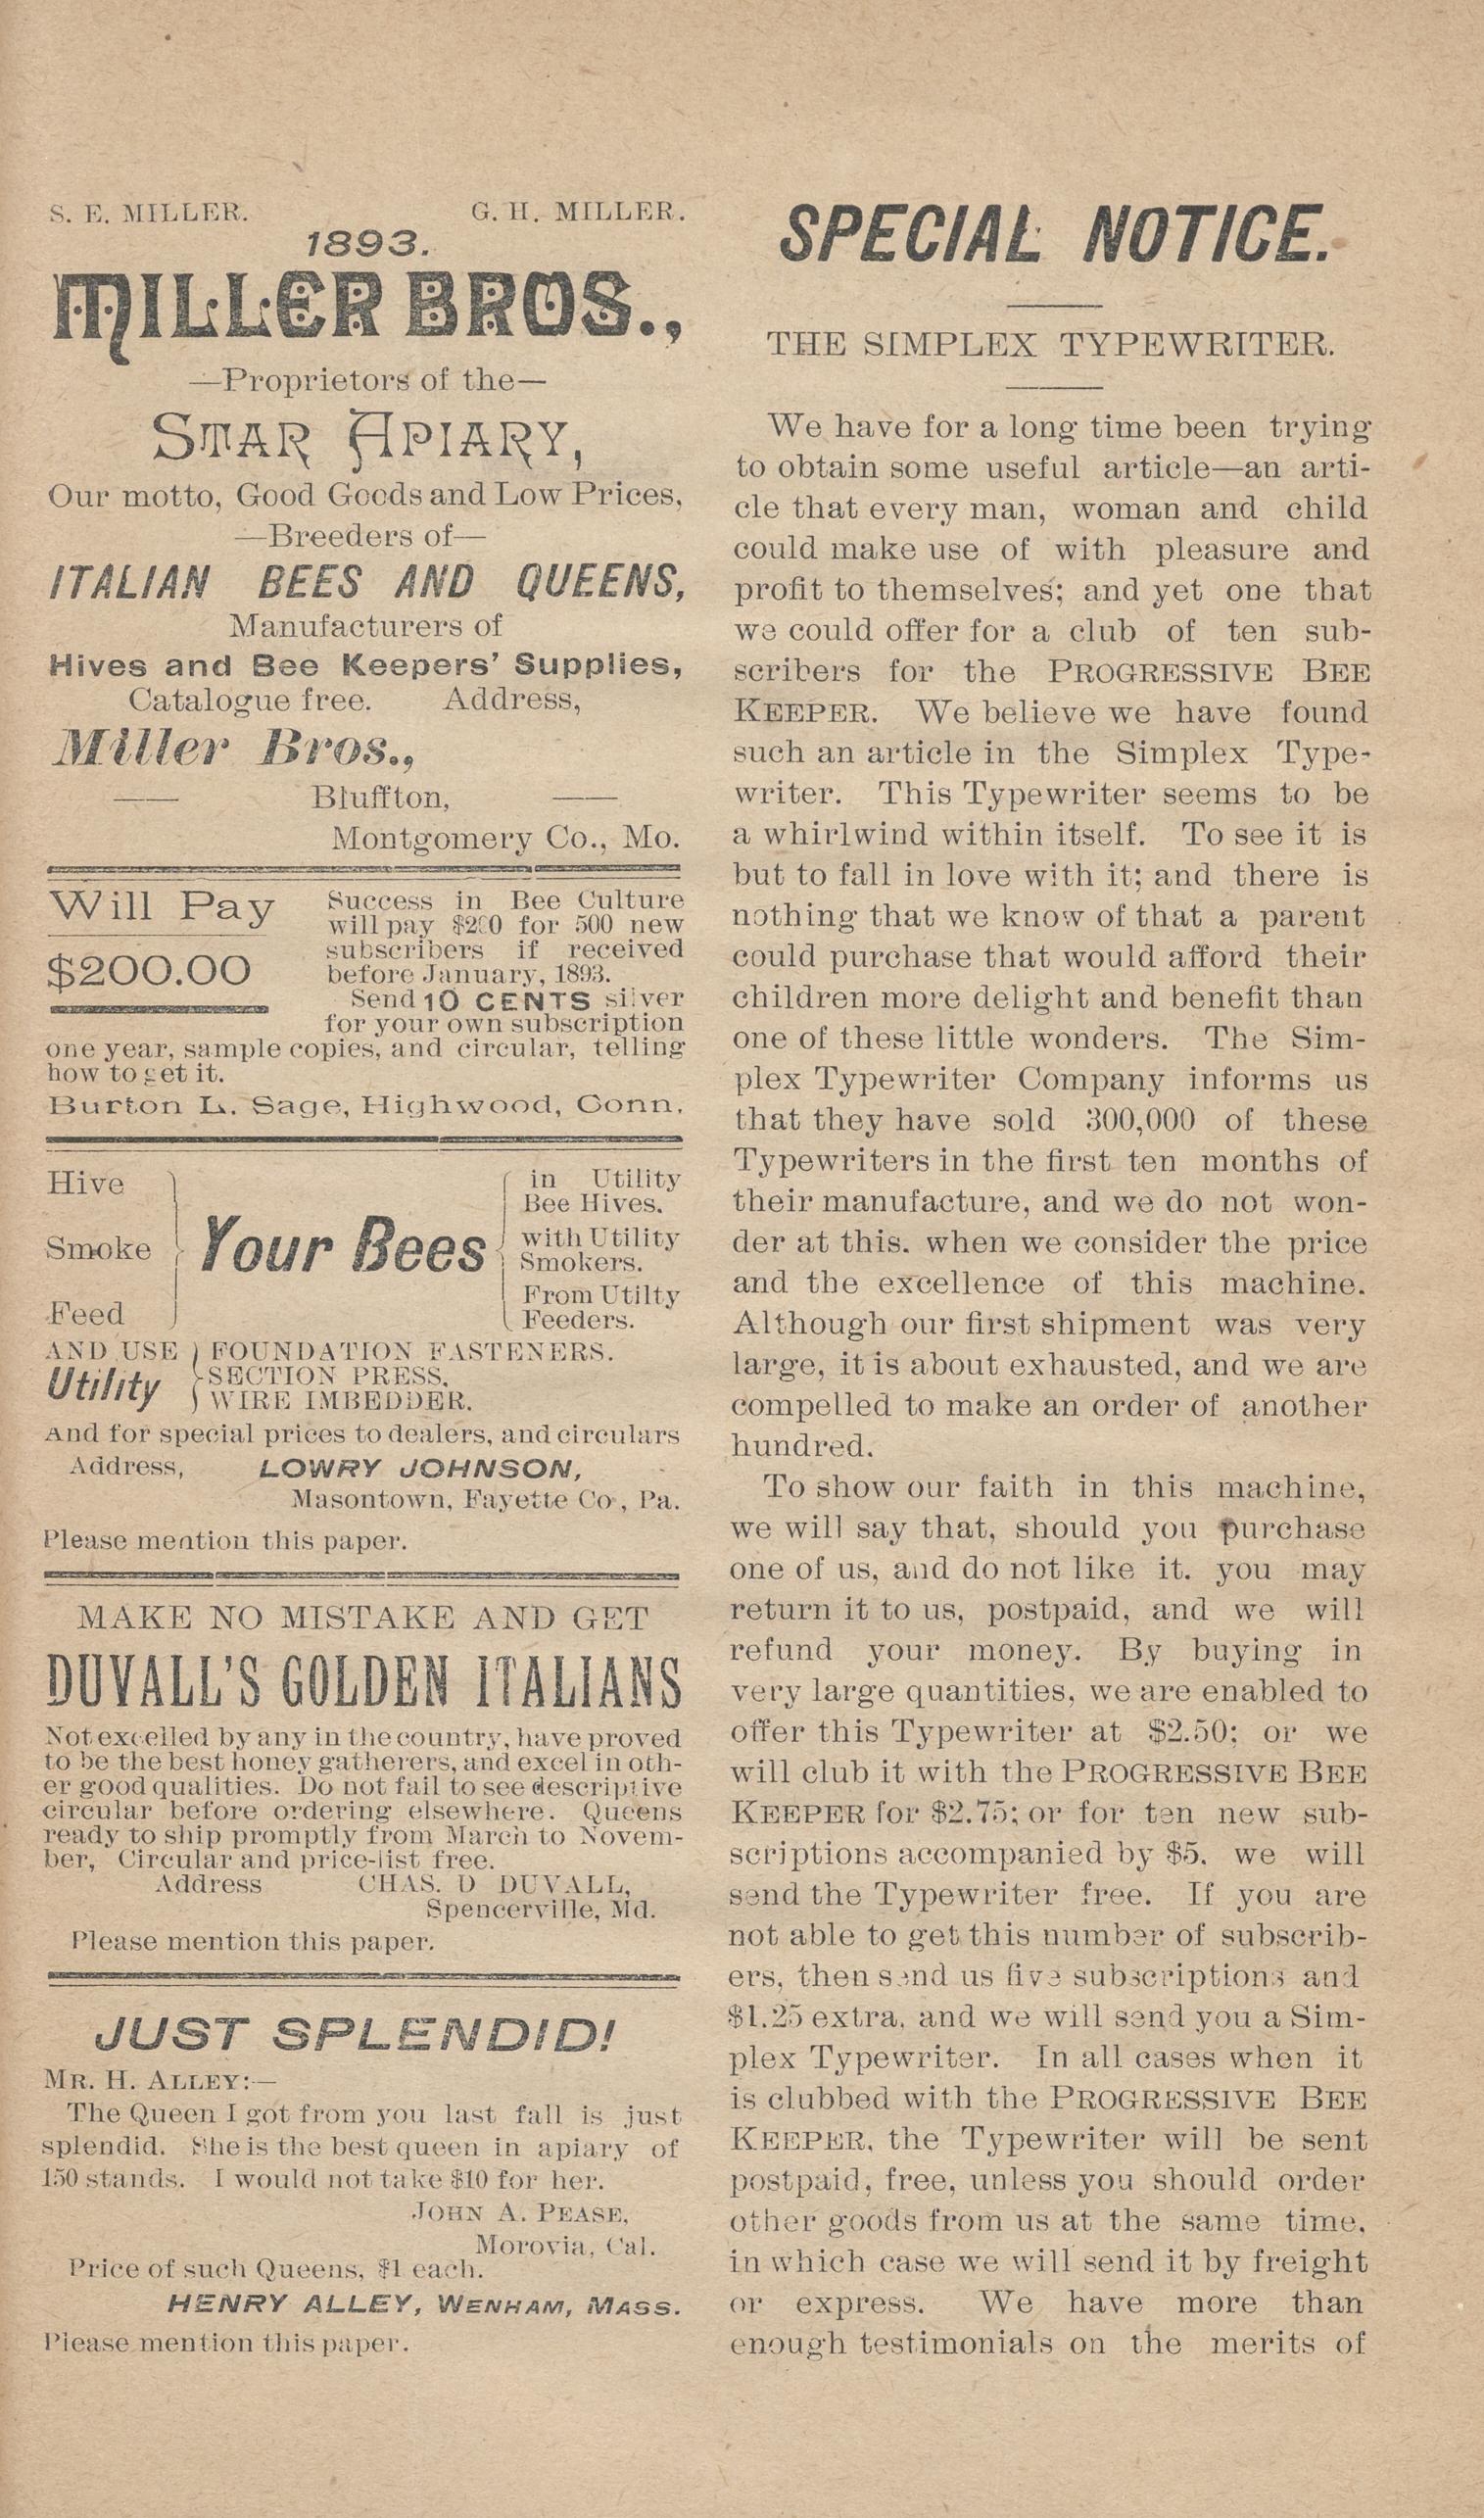 S. E. MILLER. G. H. MILLER.
1893.
MILLER BROS.,
—Proprietors of the—
STAR APIARY,
Our motto, Good Goods and Low Prices,
—Breeders of—
ITALIAN BEES AND QUEENS,
Manufacturers of
Hives and Bee Keepers' Supplies,
Catalogue free. Address,
Miller Bros.,
— Bluffton, —
Montgomery Co., Mo.
Will Pay
$200.00
Success in Bee Culture
will pay $200 for 500 new
subscribers if received
before January, 1893.
Send 10 CENTS silver
for your own subscription
one year, sample copies, and circular, telling
how to get it.
Burton L. Sage, Highwood, Conn.
Hive
Smoke
Feed
Your Bees
in Utility
Bee Hives.
with Utility
Smokers.
From Utilty
Feeders.
AND USE
Utility
FOUNDATION FASTENERS.
SECTION PRESS.
WIRE IMBEDDER.
And for special prices to dealers, and circulars
Address, LOWRY JOHNSON,
Masontown, Fayette Co., Pa.
Please mention this paper.
MAKE NO MISTAKE AND GET
DUVALL'S GOLDEN ITALIANS
Not excelled by any in the country, have proved
to be the best honey gatherers, and excel in oth-
er good qualities. Do not fail to see descriptive
circular before ordering elsewhere. Queens
ready to ship promptly from March to Novem-
ber, Circular and price-list free.
Address CHAS. D DUVALL,
Spencerville, Md.
Please mention this paper.
JUST SPLENDID!
MR. H. ALLEY:—
The Queen I got from you last fall is just
splendid. She is the best queen in apiary of
150 stands. I would not take $10 for her.
JOHN A. PEASE,
Morovia, Cal.
Price of such Queens, $1 each.
HENRY ALLEY, WENHAM, MASS.
Please mention this paper.
SPECIAL NOTICE.
THE SIMPLEX TYPEWRITER.
We have for a long time been trying
to obtain some useful article—an arti-
cle that every man, woman and child
could make use of with pleasure and
profit to themselves; and yet one that
we could offer for a club of ten sub-
scribers for the PROGRESSIVE BEE
KEEPER. We believe we have found
such an article in the Simplex Type-
writer. This Typewriter seems to be
a whirlwind within itself. To see it is
but to fall in love with it; and there is
nothing that we know of that a parent
could purchase that would afford their
children more delight and benefit than
one of these little wonders. The Sim-
plex Typewriter Company informs us
that they have sold 300,000 of these
Typewriters in the first ten months of
their manufacture, and we do not won-
der at this. when we consider the price
and the excellence of this machine.
Although our first shipment was very
large, it is about exhausted, and we are
compelled to make an order of another
hundred.
To show our faith in this machine,
we will say that, should you purchase
one of us, and do not like it. you may
return it to us, postpaid, and we will
refund your money. By buying in
very large quantities, we are enabled to
offer this Typewriter at $2.50; or we
will club it with the PROGRESSIVE BEE
KEEPER for $2.75; or for ten new sub-
scriptions accompanied by $5. we will
send the Typewriter free. If you are
not able to get this number of subscrib-
ers, then send us five subscriptions and
$1.25 extra, and we will send you a Sim-
plex Typewriter. In all cases when it
is clubbed with the PROGRESSIVE BEE
KEEPER, the Typewriter will be sent
postpaid, free, unless you should order
other goods from us at the same time,
in which case we will send it by freight
or express. We have more than
enough testimonials on the merits of